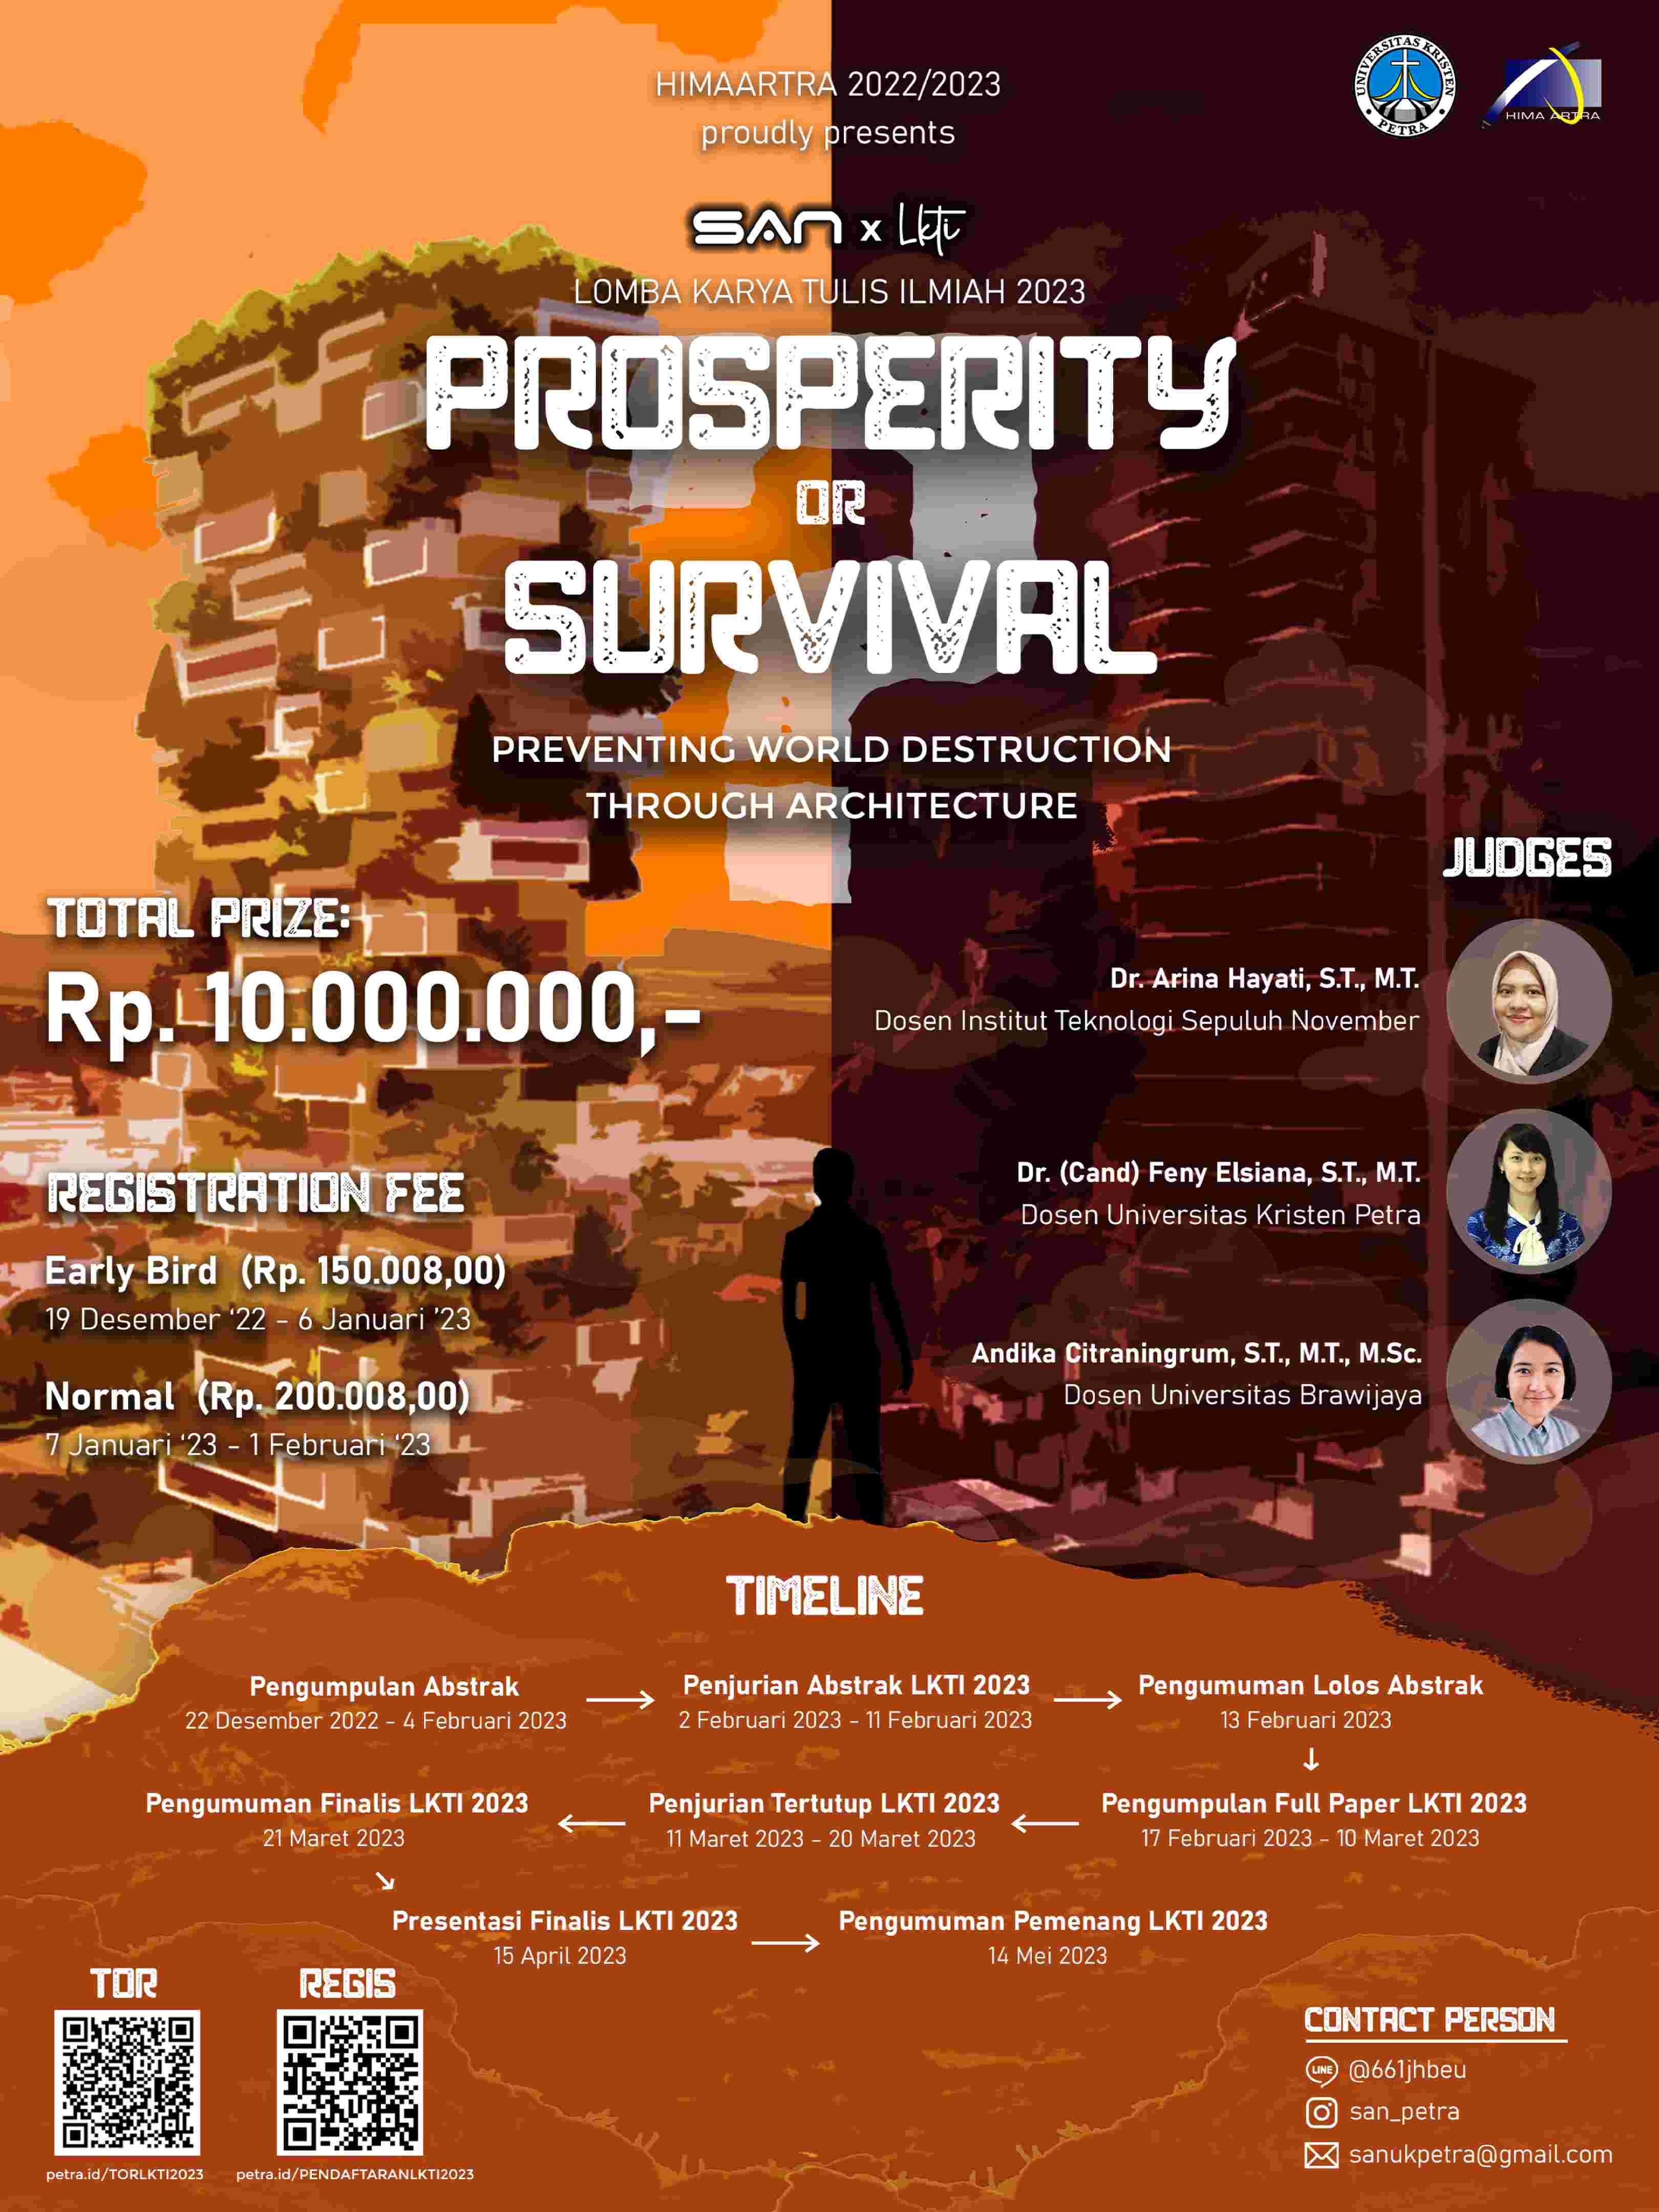 HIMAARTRA 2022/2023
proudly presents
UNIVERSITAS KRISTEN
PETRA
HIMA ARTRA
SAN x Lkti
LOMBA KARYA TULIS ILMIAH 2023
PROSPERITY
OR
SURVIVAL
PREVENTING WORLD DESTRUCTION
THROUGH ARCHITECTURE
TOTAL PRIZE:
Rp. 10.000.000,-
REGISTRATION FEE
Early Bird (Rp. 150.008,00)
19 Desember ‘22 - 6 Januari ’23
Normal (Rp. 200.008,00)
7 Januari ‘23 - 1 Februari ‘23
JUDGES
Dr. Arina Hayati, S.T., M.T.
Dosen Institut Teknologi Sepuluh November
Dr. (Cand) Feny Elsiana, S.T., M.T.
Dosen Universitas Kristen Petra
Andika Citraningrum, S.T., M.T., M.Sc.
Dosen Universitas Brawijaya
TIMELINE
Pengumpulan Abstrak
22 Desember 2022 - 4 Februari 2023
Penjurian Abstrak LKTI 2023
2 Februari 2023 - 11 Februari 2023
Pengumuman Lolos Abstrak
13 Februari 2023
Pengumpulan Full Paper LKTI 2023
17 Februari 2023 - 10 Maret 2023
Penjurian Tertutup LKTI 2023
11 Maret 2023 - 20 Maret 2023
Pengumuman Finalis LKTI 2023
21 Maret 2023
Presentasi Finalis LKTI 2023
15 April 2023
Pengumuman Pemenang LKTI 2023
14 Mei 2023
TOR
petra.id/TORLKTI2023
REGIS
petra.id/PENDAFTARANLKTI2023
CONTACT PERSON
LINE @661jhbeu
san_petra
sanukpetra@gmail.com